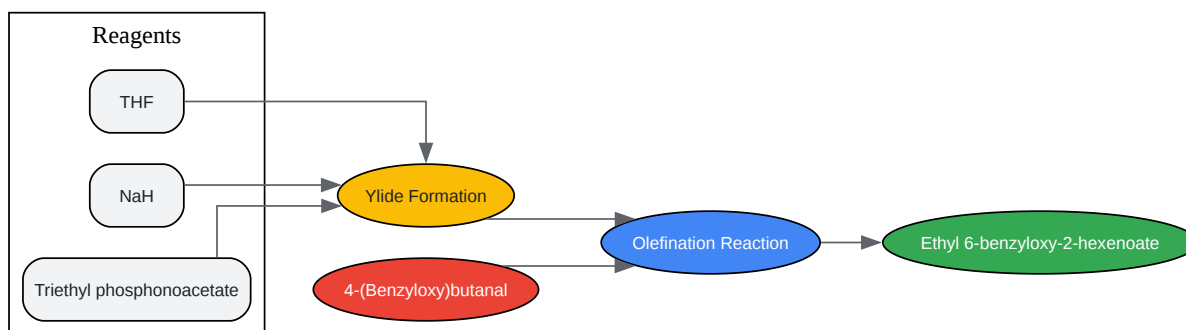 Reagents
THF
NaH
Triethyl phosphonoacetate
Ylide Formation
4-(Benzyloxy)butanal
Olefination Reaction
Ethyl 6-benzyloxy-2-hexenoate